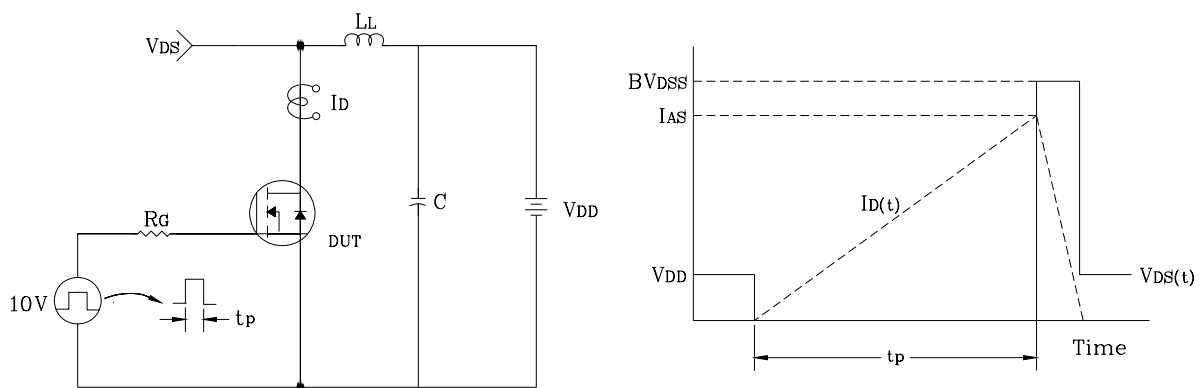 VDS
LL
ID
RG
DUT
C
VDD
10V
tp
BVDSS
IAS
ID(t)
VDD
VDS(t)
tp
Time